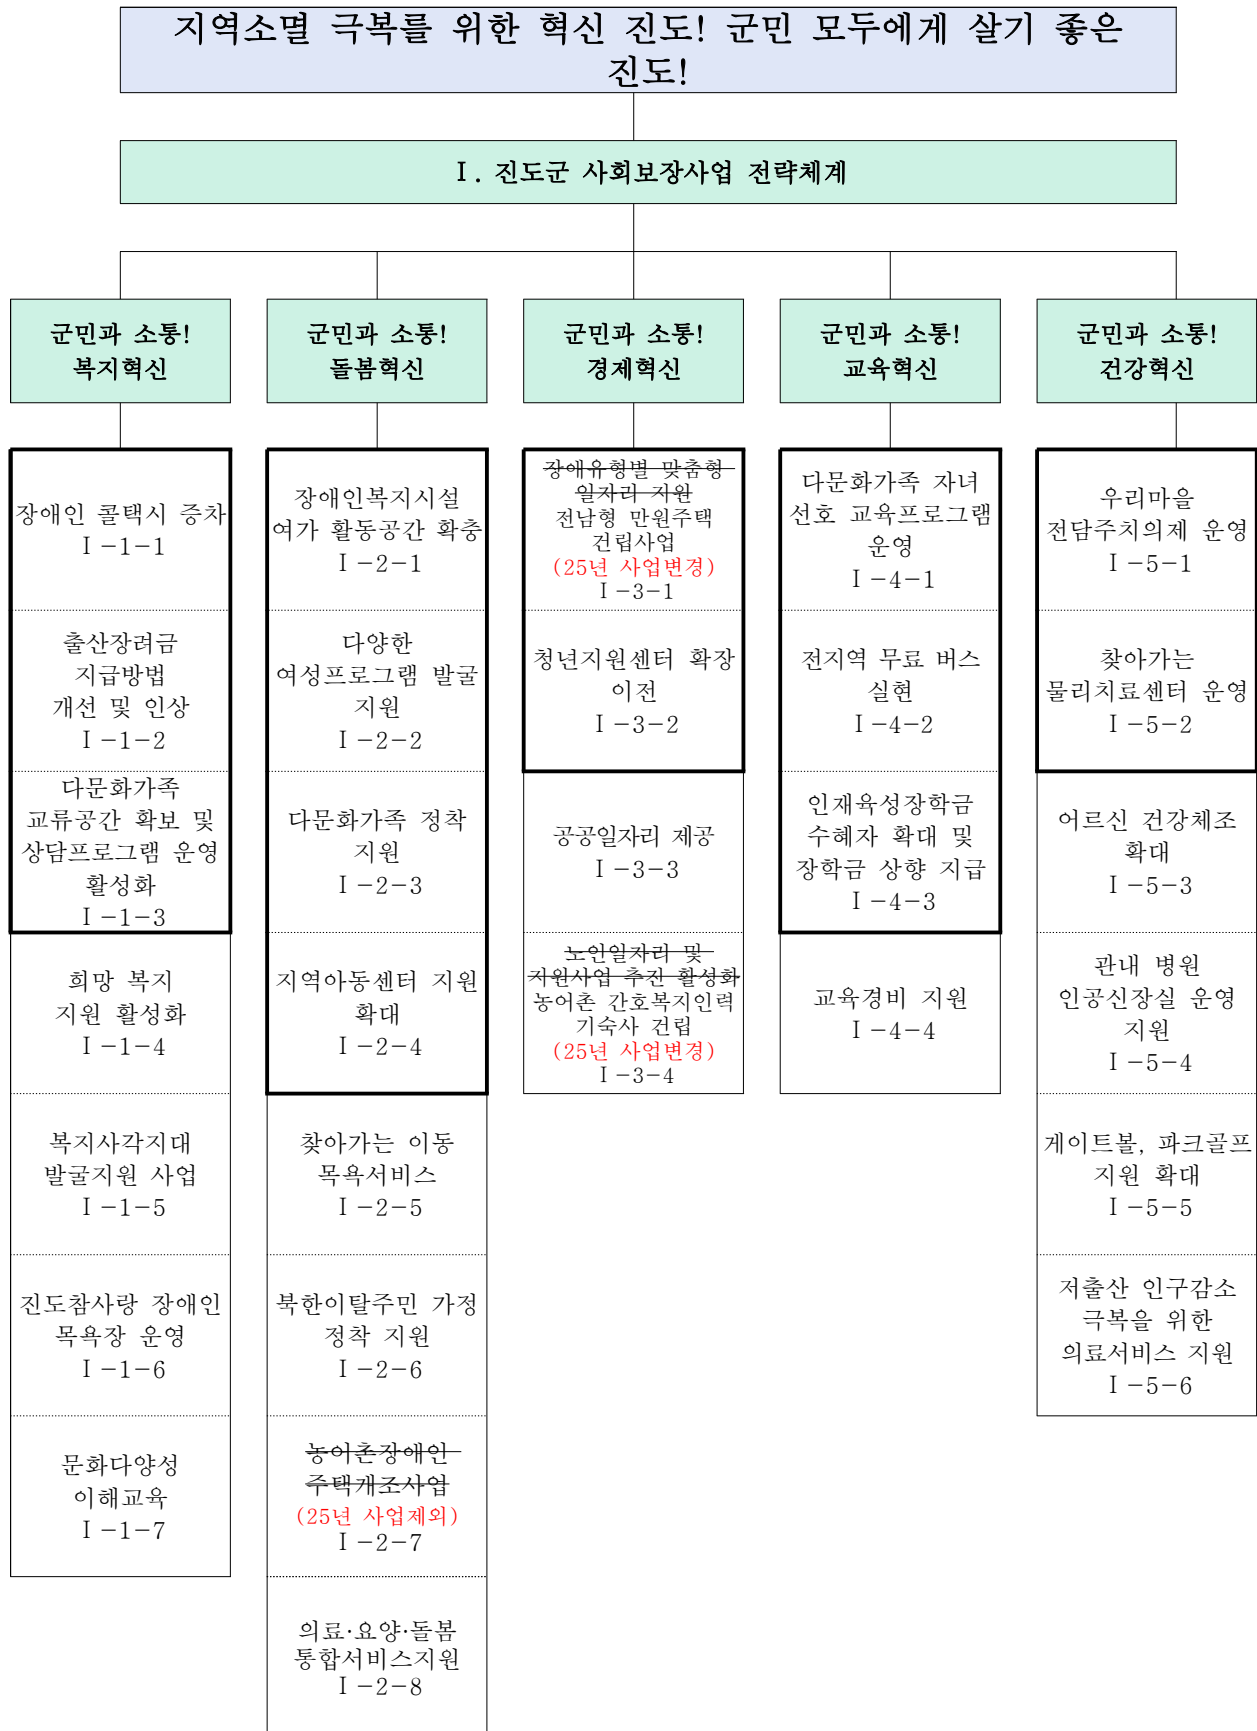 지역소멸 극복를 위한 혁신 진도! 군민 모두에게 살기 좋은
진도!
Ⅰ. 진도군 사회보장사업 전략체계
군민과 소통!
복지혁신
장애인 콜택시 증차
Ⅰ-1-1
출산장려금
지급방법
개선 및 인상
Ⅰ-1-2
다문화가족
교류공간 확보 및
상담프로그램 운영
활성화
Ⅰ-1-3
희망 복지
지원 활성화
Ⅰ-1-4
복지사각지대
발굴지원 사업
Ⅰ-1-5
진도참사랑 장애인
목욕장 운영
Ⅰ-1-6
문화다양성
이해교육
Ⅰ-1-7
군민과 소통!
돌봄혁신
장애인복지시설
여가 활동공간 확충
Ⅰ-2-1
다양한
여성프로그램 발굴
지원
Ⅰ-2-2
다문화가족 정착
지원
Ⅰ-2-3
지역아동센터 지원
확대
Ⅰ-2-4
찾아가는 이동
목욕서비스
Ⅰ-2-5
북한이탈주민 가정
정착 지원
Ⅰ-2-6
농어촌장애인
주택개조사업
(25년 사업제외)
Ⅰ-2-7
의료·요양·돌봄
통합서비스지원
Ⅰ-2-8
군민과 소통!
경제혁신
장애유형별 맞춤형
일자리 지원
전남형 만원주택
건립사업
(25년 사업변경)
Ⅰ-3-1
청년지원센터 확장
이전
Ⅰ-3-2
공공일자리 제공
Ⅰ-3-3
노인일자리 및
지원사업 추진 활성화
농어촌 간호복지인력
기숙사 건립
(25년 사업변경)
Ⅰ-3-4
군민과 소통!
교육혁신
다문화가족 자녀
선호 교육프로그램
운영
Ⅰ-4-1
전지역 무료 버스
실현
Ⅰ-4-2
인재육성장학금
수혜자 확대 및
장학금 상향 지급
Ⅰ-4-3
교육경비 지원
Ⅰ-4-4
군민과 소통!
건강혁신
우리마을
전담주치의제 운영
Ⅰ-5-1
찾아가는
물리치료센터 운영
Ⅰ-5-2
어르신 건강체조
확대
Ⅰ-5-3
관내 병원
인공신장실 운영
지원
Ⅰ-5-4
게이트볼, 파크골프
지원 확대
Ⅰ-5-5
저출산 인구감소
극복을 위한
의료서비스 지원
Ⅰ-5-6